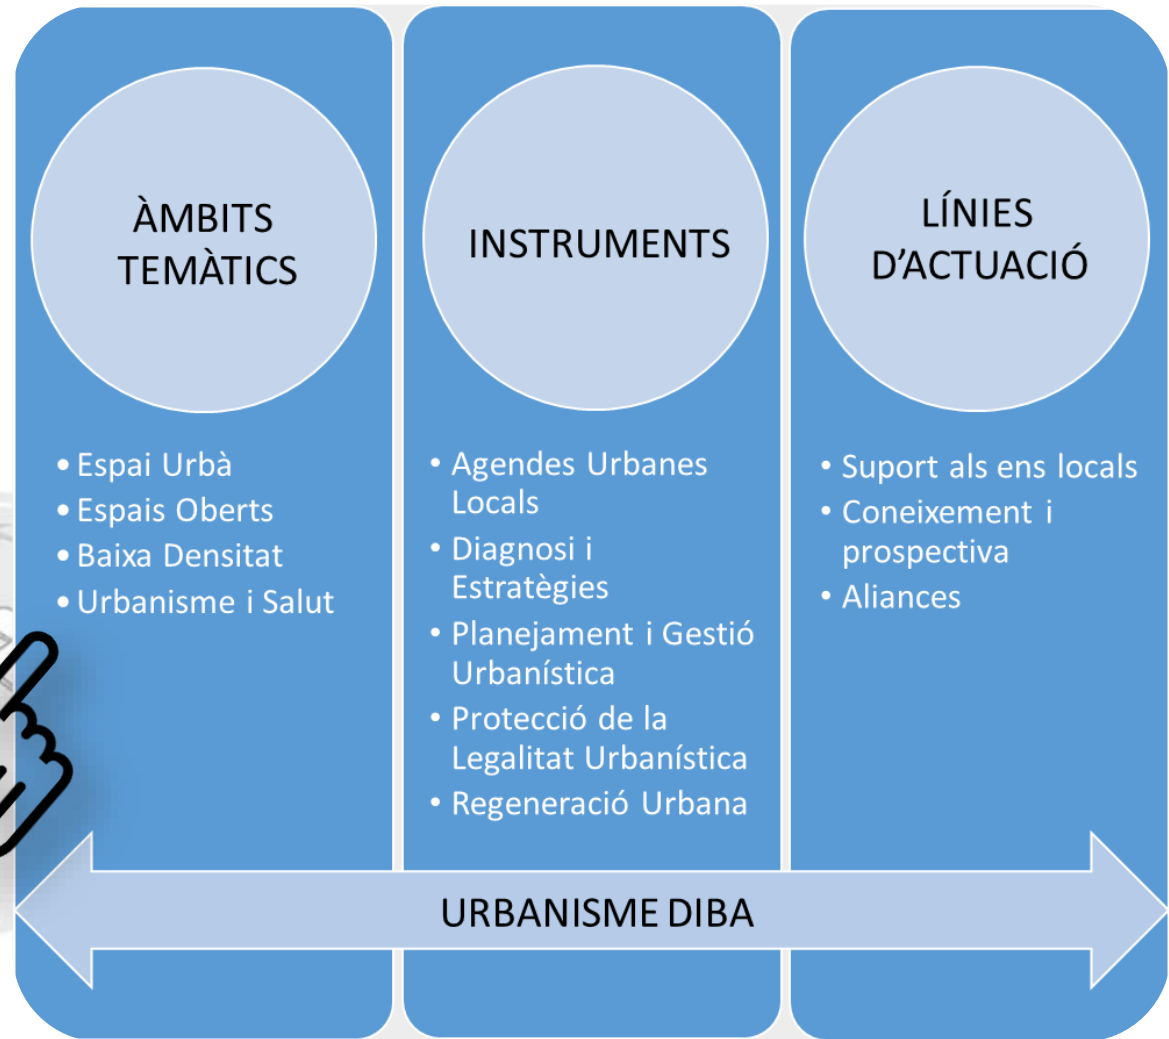 ÀMBITS
TEMÀTICS
• Espai Urbà
• Espais Oberts
• Baixa Densitat
• Urbanisme i Salut
INSTRUMENTS
• Agendes Urbanes
Locals
• Diagnosi i
Estratègies
• Planejament i Gestió
Urbanística
• Protecció de la
Legalitat Urbanística
• Regeneració Urbana
LÍNIES
D’ACTUACIÓ
• Suport als ens locals
• Coneixement i
prospectiva
• Aliances
URBANISME DIBA